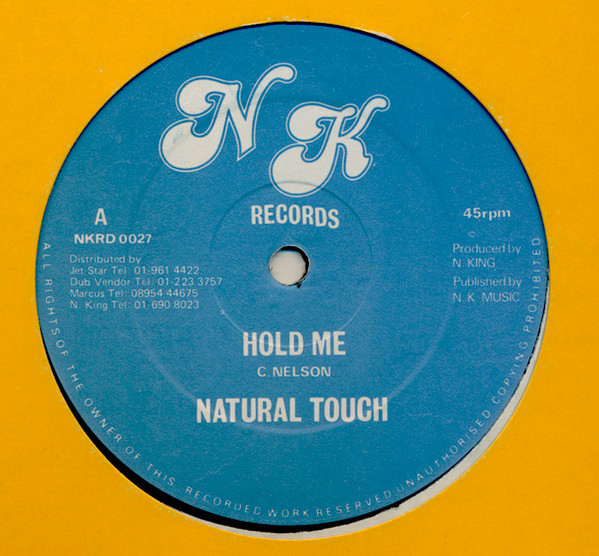 NK
RECORDS
A
NKRD 0027
45rpm
Distributed by
Jet Star Tel: 01-961 4422
Dub Vendor Tel: 01-223 3757
Marcus Tel: 08954 44675
N. King Tel: 01 690 8023
Produced by
N. KING
Published by
N. K. MUSIC
HOLD ME
C. NELSON
NATURAL TOUCH
ALL RIGHTS OF THE OWNER OF THIS RECORDED WORK RESERVED UNAUTHORISED COPYING PROHIBITED